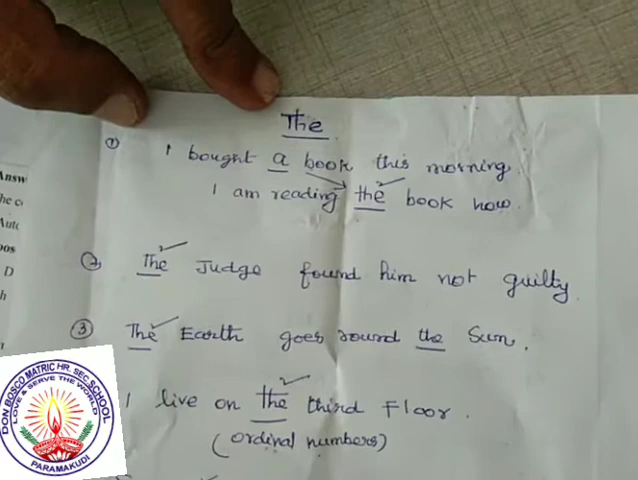 The
① I bought a book this morning.
I am reading the book now.
② The Judge found him not guilty.
③ The Earth goes round the Sun.
I live on the third Floor.
(ordinal numbers)
Answ
DON BOSCO MATRIC HR. SEC SCHOOL
LOVE & SERVE THE WORLD
PARAMAKUDI